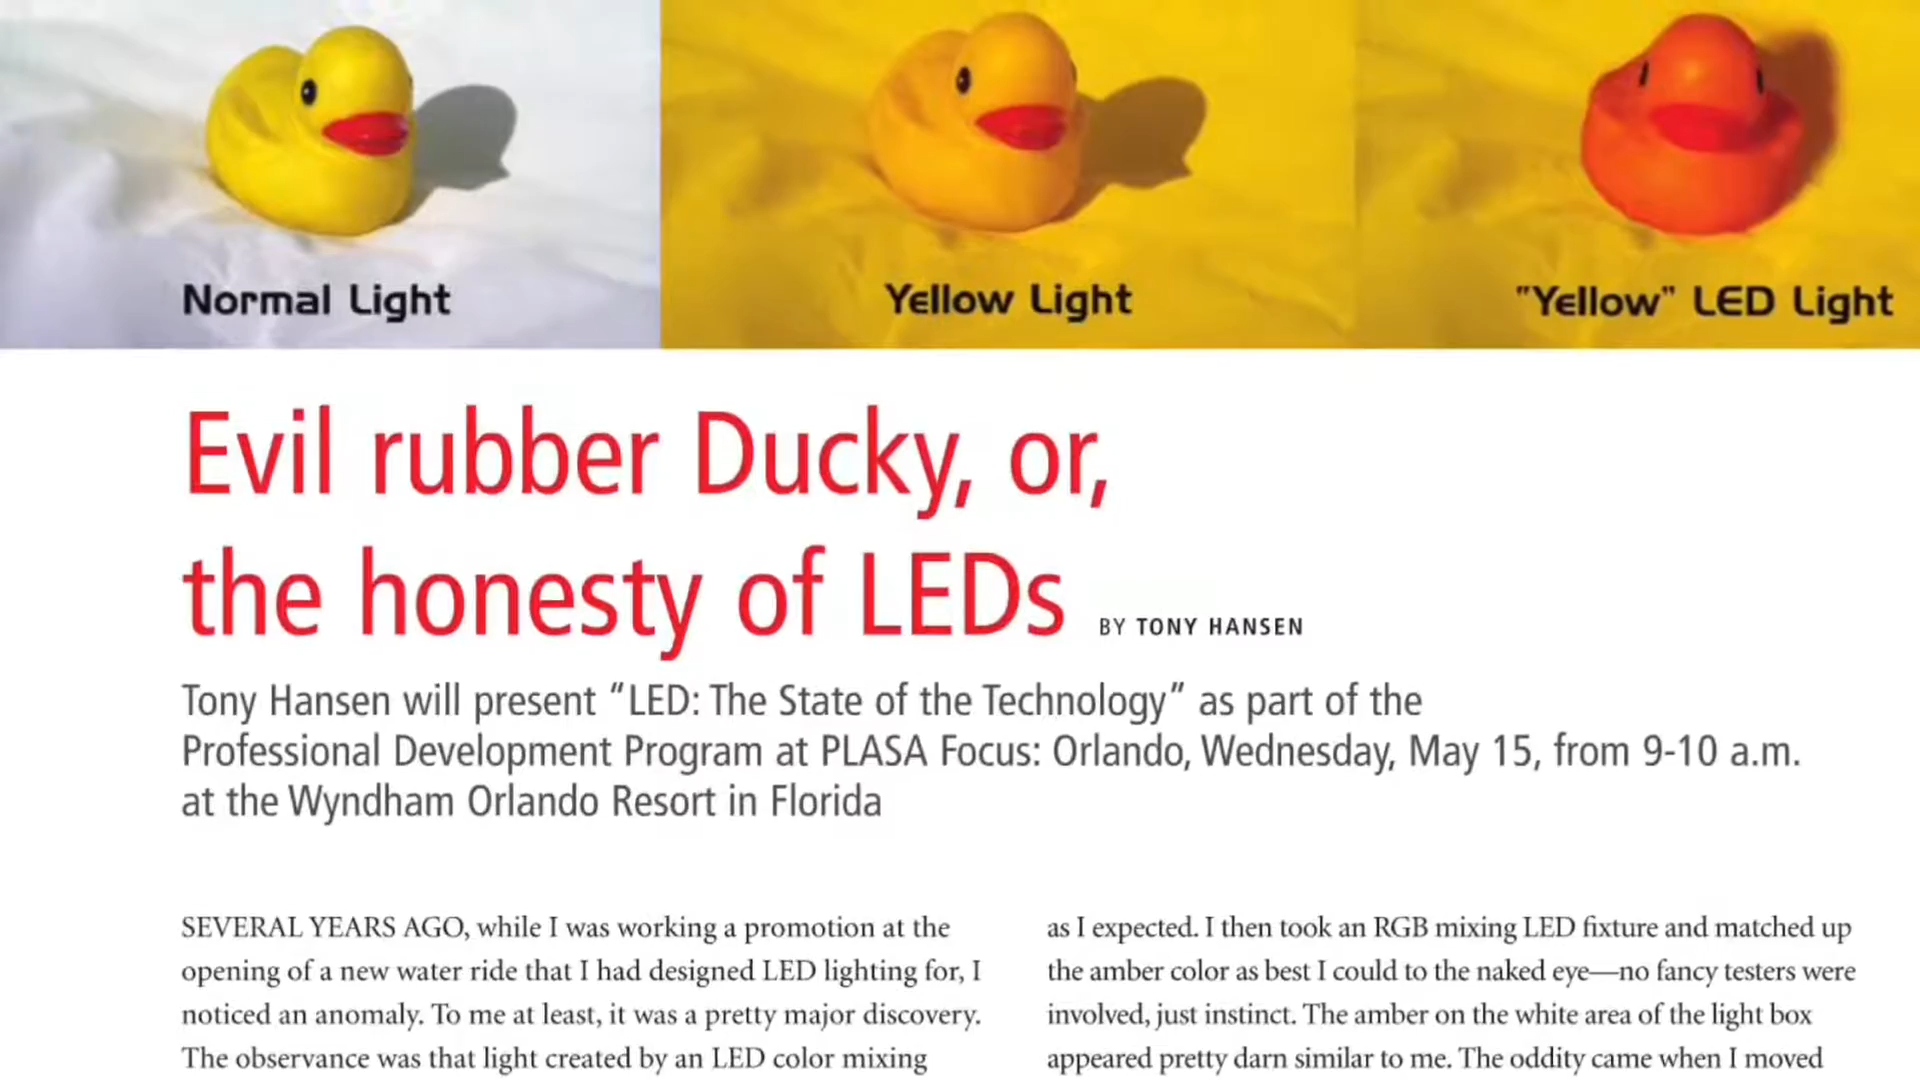 Normal Light
Yellow Light
"Yellow" LED Light
Evil rubber Ducky, or,
the honesty of LEDs BY TONY HANSEN
Tony Hansen will present “LED: The State of the Technology” as part of the
Professional Development Program at PLASA Focus: Orlando, Wednesday, May 15, from 9-10 a.m.
at the Wyndham Orlando Resort in Florida
SEVERAL YEARS AGO, while I was working a promotion at the
opening of a new water ride that I had designed LED lighting for, I
noticed an anomaly. To me at least, it was a pretty major discovery.
The observance was that light created by an LED color mixing
as I expected. I then took an RGB mixing LED fixture and matched up
the amber color as best I could to the naked eye—no fancy testers were
involved, just instinct. The amber on the white area of the light box
appeared pretty darn similar to me. The oddity came when I moved